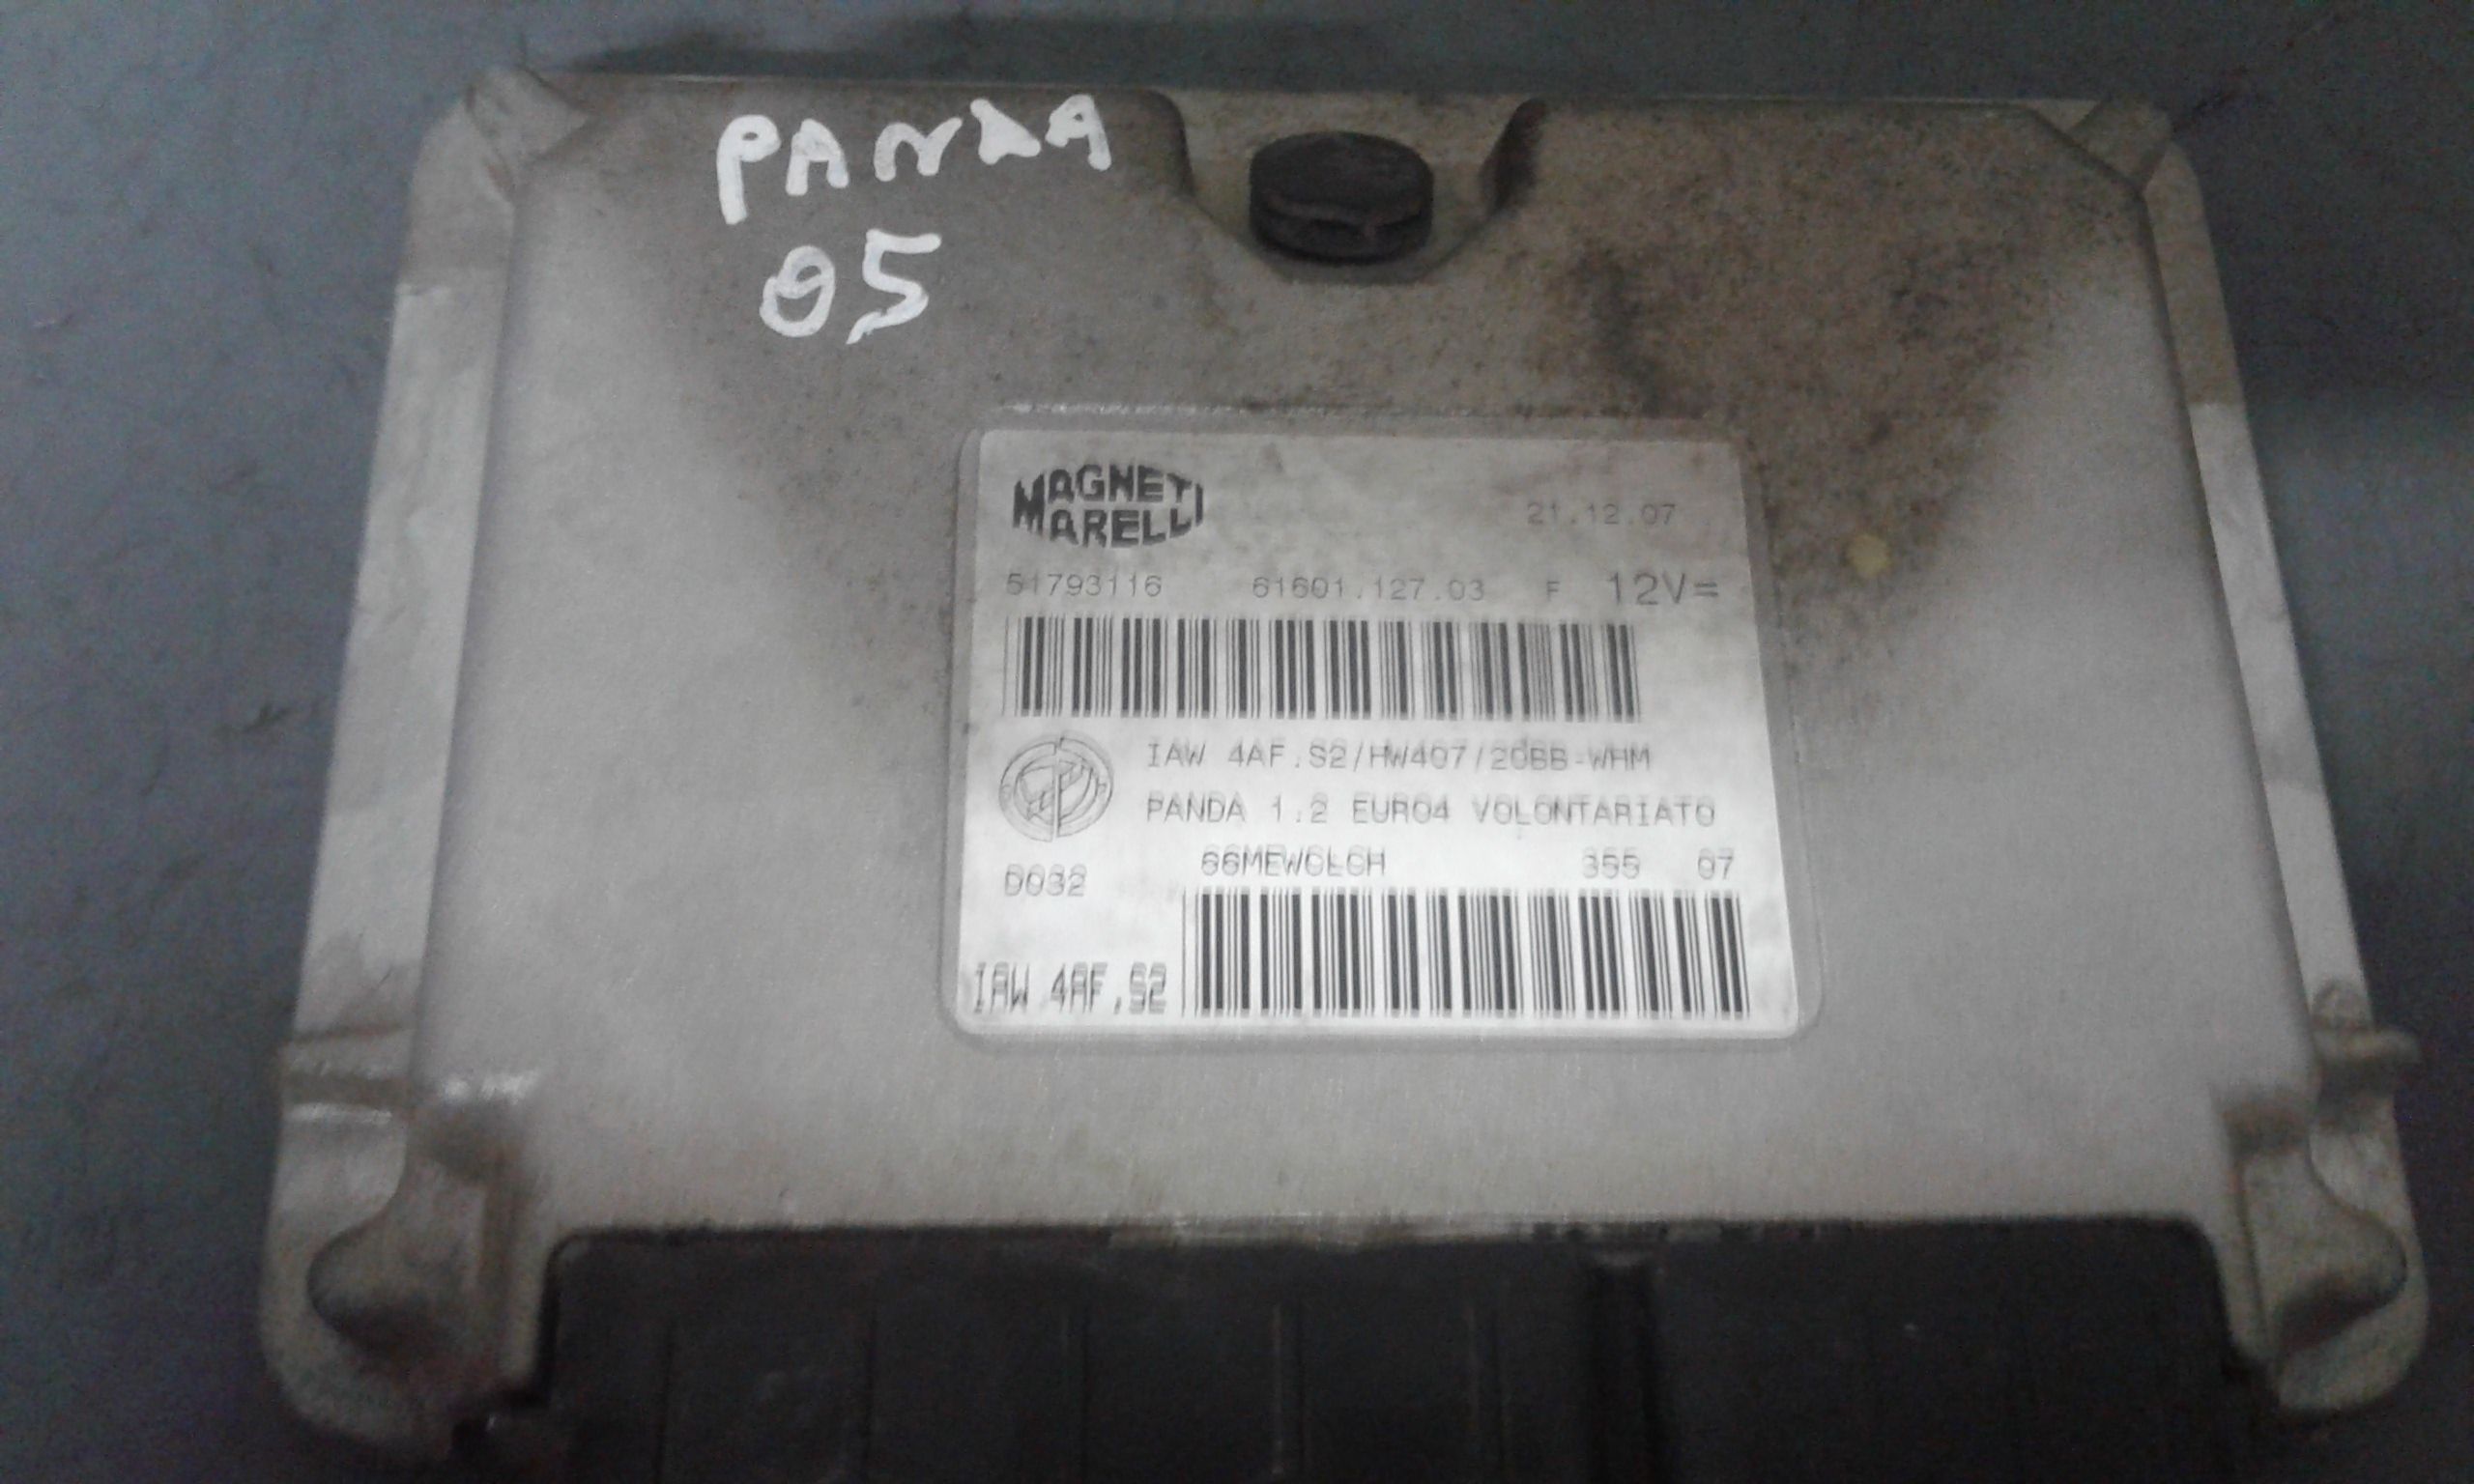 PANDA
05
MAGNETI
MARELLI
21.12.07
51793116 61601.127.03 F 12V=
IAW 4AF.S2/HW407/20BB-WHM
PANDA 1.2 EURO4 VOLONTARIATO
355 07
D032
IAW 4AF.S2